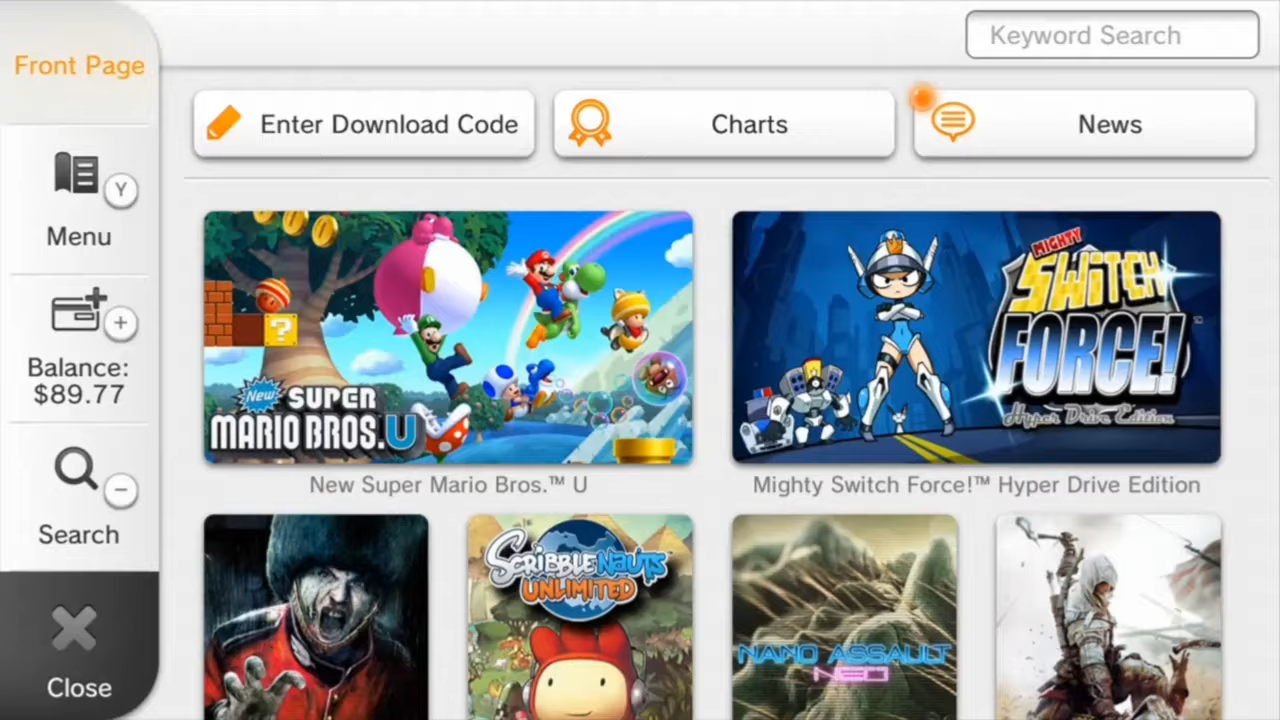 Front Page
Keyword Search
Enter Download Code
Charts
News
Y
Menu
+
Balance:
$89.77
−
Search
Close
?
New
SUPER
MARIO BROS.U
MIGHTY
SWITCH
FORCE!™
Hyper Drive Edition
New Super Mario Bros.™ U
Mighty Switch Force!™ Hyper Drive Edition
SCRIBBLENAUTS
UNLIMITED
NANO ASSAULT
NEO